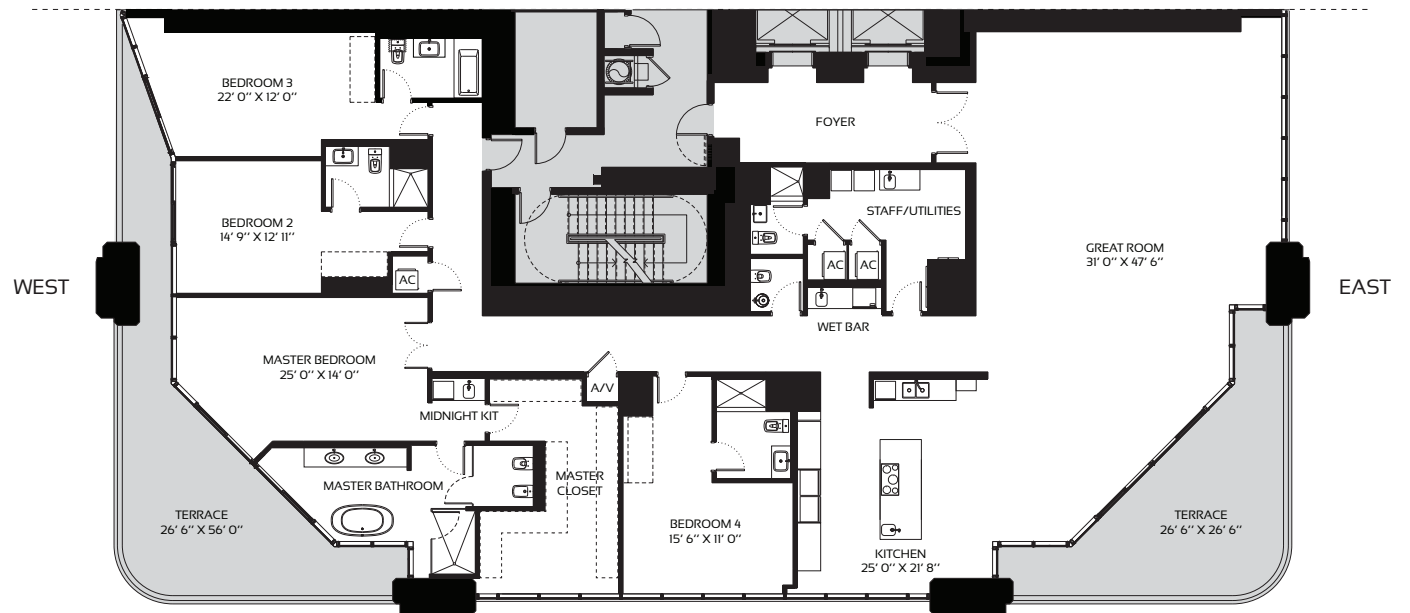 BEDROOM 3
22’ 0’’ X 12’ 0’’
FOYER
BEDROOM 2
14’ 9’’ X 12’ 11’’
STAFF/UTILITIES
GREAT ROOM
31’ 0’’ X 47’ 6’’
AC
AC
AC
WEST
EAST
WET BAR
MASTER BEDROOM
25’ 0’’ X 14’ 0’’
A/V
MIDNIGHT KIT
MASTER
CLOSET
MASTER BATHROOM
TERRACE
26’ 6’’ X 56’ 0’’
BEDROOM 4
15’ 6’’ X 11’ 0’’
KITCHEN
25’ 0’’ X 21’ 8’’
TERRACE
26’ 6’’ X 26’ 6’’